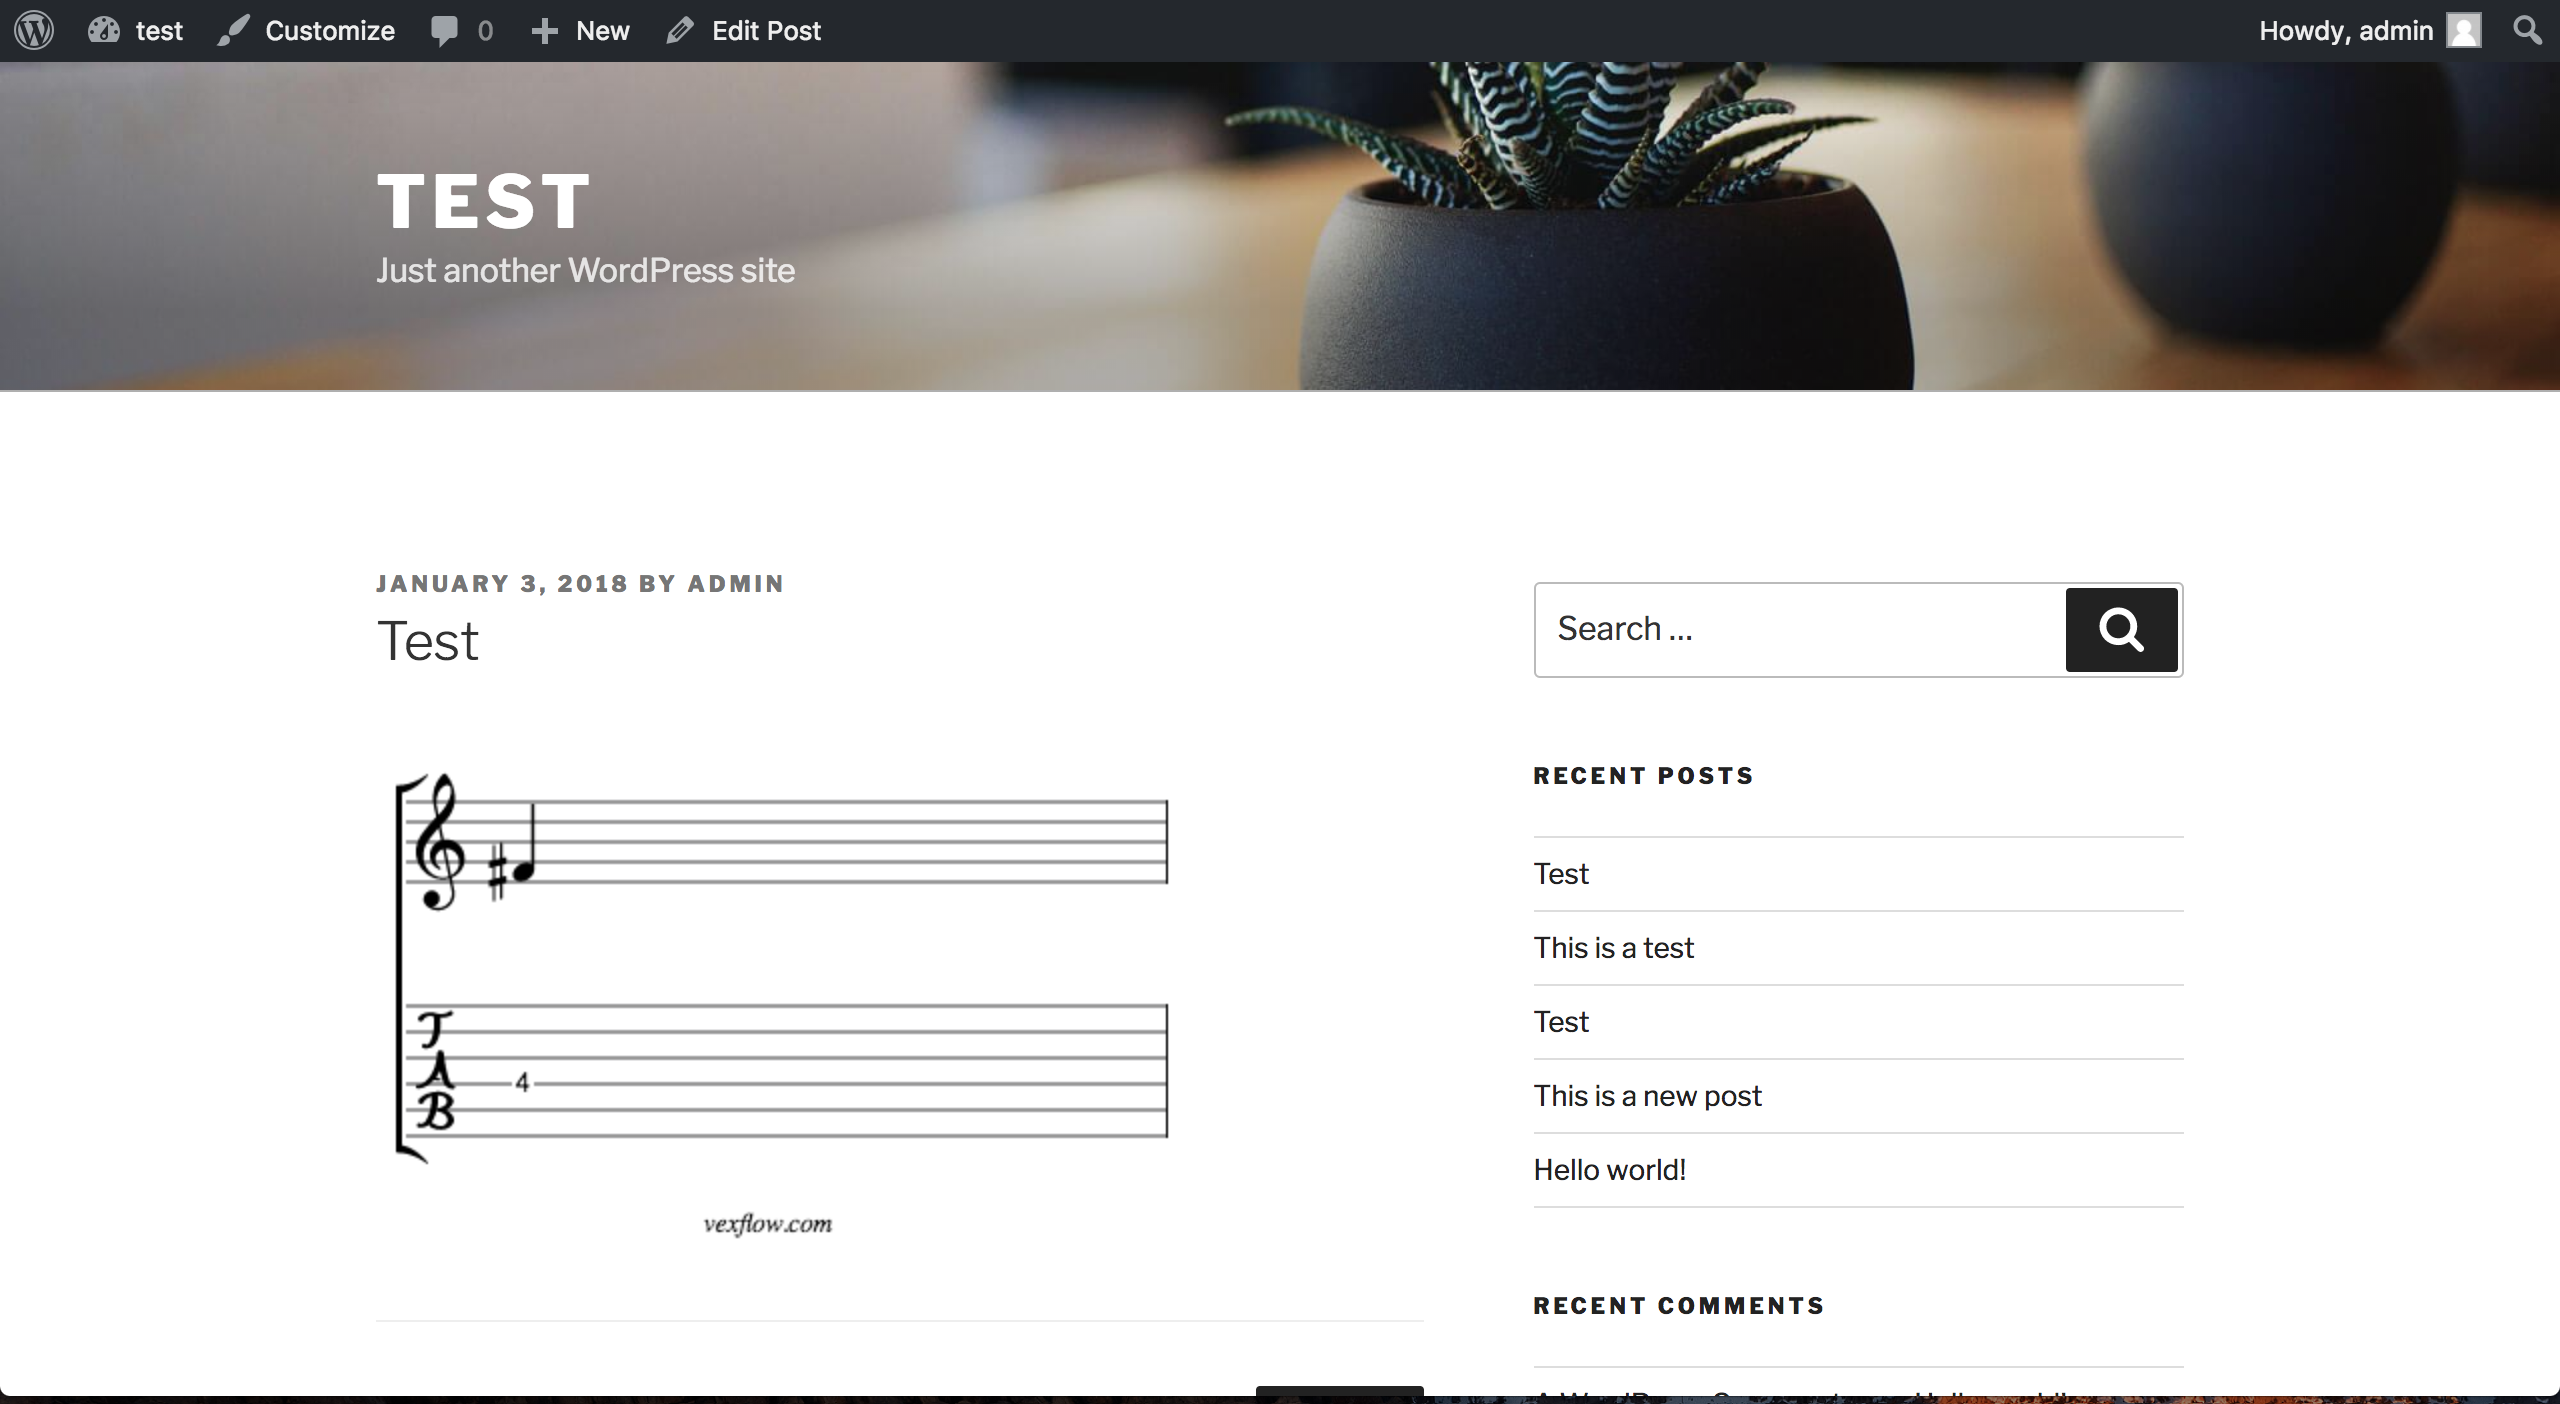 test Customize 0 New Edit Post Howdy, admin
TEST
Just another WordPress site
JANUARY 3, 2018 BY ADMIN
Test
T
A
B
4
vexflow.com
Search ...
RECENT POSTS
Test
This is a test
Test
This is a new post
Hello world!
RECENT COMMENTS